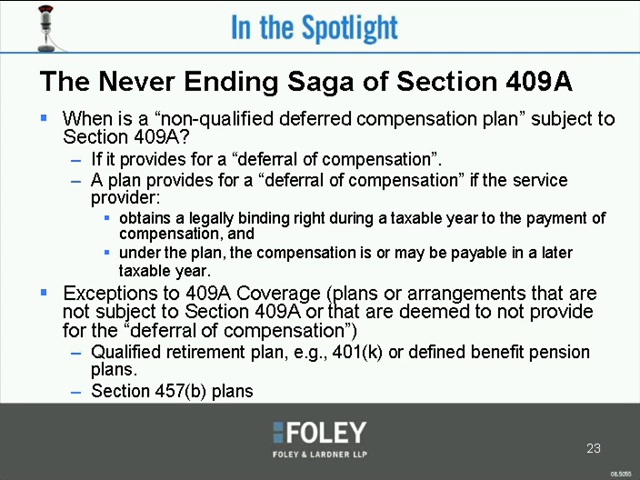 In the Spotlight
The Never Ending Saga of Section 409A
When is a “non-qualified deferred compensation plan” subject to
Section 409A?
– If it provides for a “deferral of compensation”.
– A plan provides for a “deferral of compensation” if the service
provider:
obtains a legally binding right during a taxable year to the payment of
compensation, and
under the plan, the compensation is or may be payable in a later
taxable year.
Exceptions to 409A Coverage (plans or arrangements that are
not subject to Section 409A or that are deemed to not provide
for the “deferral of compensation”)
– Qualified retirement plan, e.g., 401(k) or defined benefit pension
plans.
– Section 457(b) plans
FOLEY
FOLEY & LARDNER LLP
23
08.5055